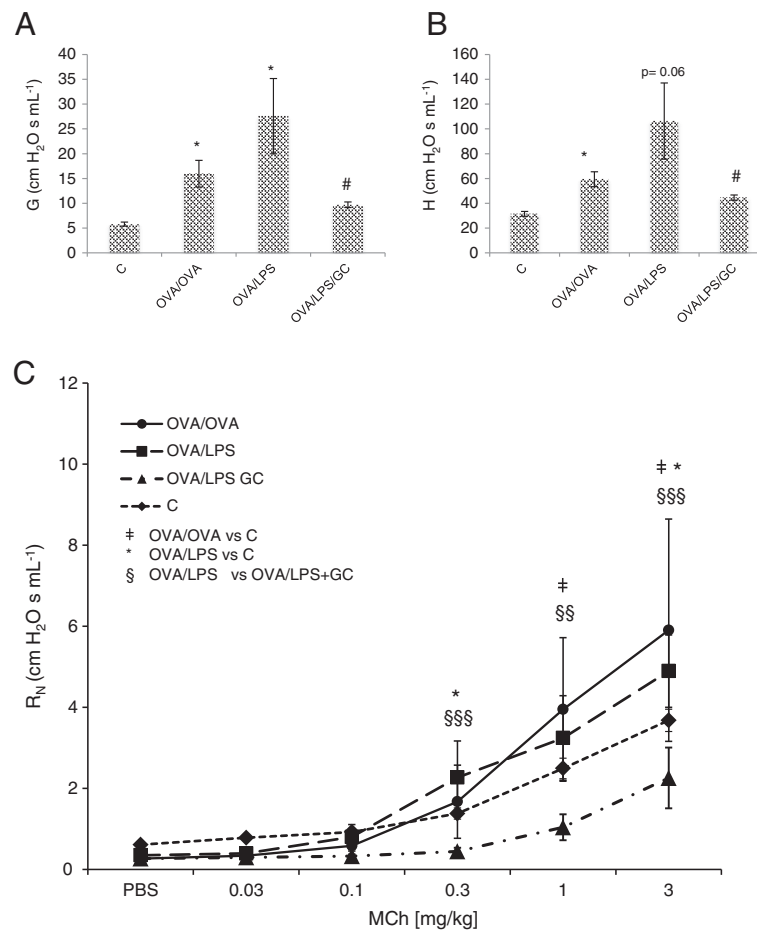 A
G (cm H₂O s mL⁻¹)
40
35
30
25
20
15
10
5
0
*
*
#
C
OVA/OVA
OVA/LPS
OVA/LPS/GC
B
H (cm H₂O s mL⁻¹)
160
140
120
100
80
60
40
20
0
*
p= 0.06
#
C
OVA/OVA
OVA/LPS
OVA/LPS/GC
C
R_N (cm H₂O s mL⁻¹)
12
10
8
6
4
2
0
OVA/OVA
OVA/LPS
OVA/LPS GC
C
ǂ OVA/OVA vs C
* OVA/LPS vs C
§ OVA/LPS vs OVA/LPS+GC
*
§§§
ǂ
§§
ǂ *
§§§
PBS
0.03
0.1
0.3
1
3
MCh [mg/kg]